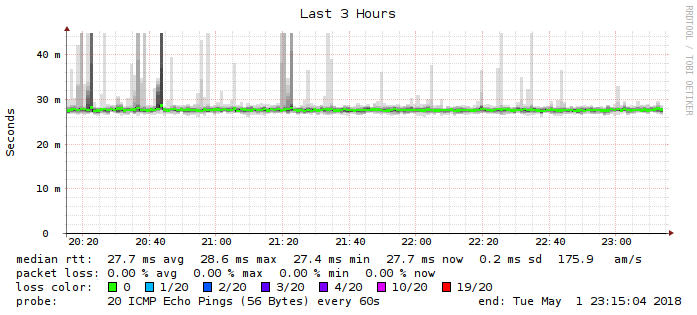 Last 3 Hours
RRDTOOL / TOBI OETIKER
Seconds
40 m
30 m
20 m
10 m
0
20:20 20:40 21:00 21:20 21:40 22:00 22:20 22:40 23:00
median rtt: 27.7 ms avg 28.6 ms max 27.4 ms min 27.7 ms now 0.2 ms sd 175.9 am/s
packet loss: 0.00 % avg 0.00 % max 0.00 % min 0.00 % now
loss color: 0 1/20 2/20 3/20 4/20 10/20 19/20
probe: 20 ICMP Echo Pings (56 Bytes) every 60s end: Tue May 1 23:15:04 2018